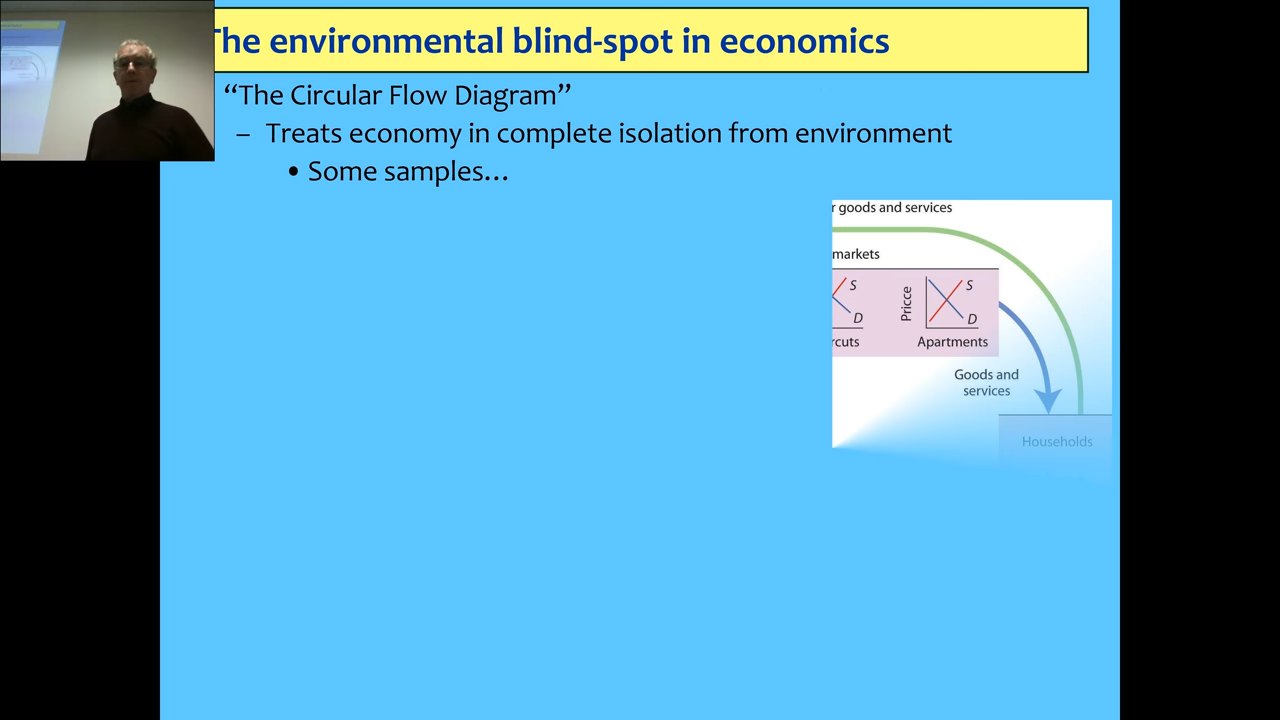 The environmental blind-spot in economics
“The Circular Flow Diagram”
– Treats economy in complete isolation from environment
• Some samples…
r goods and services
markets
S
D
rcuts
Pricce
S
D
Apartments
Goods and
services
Households